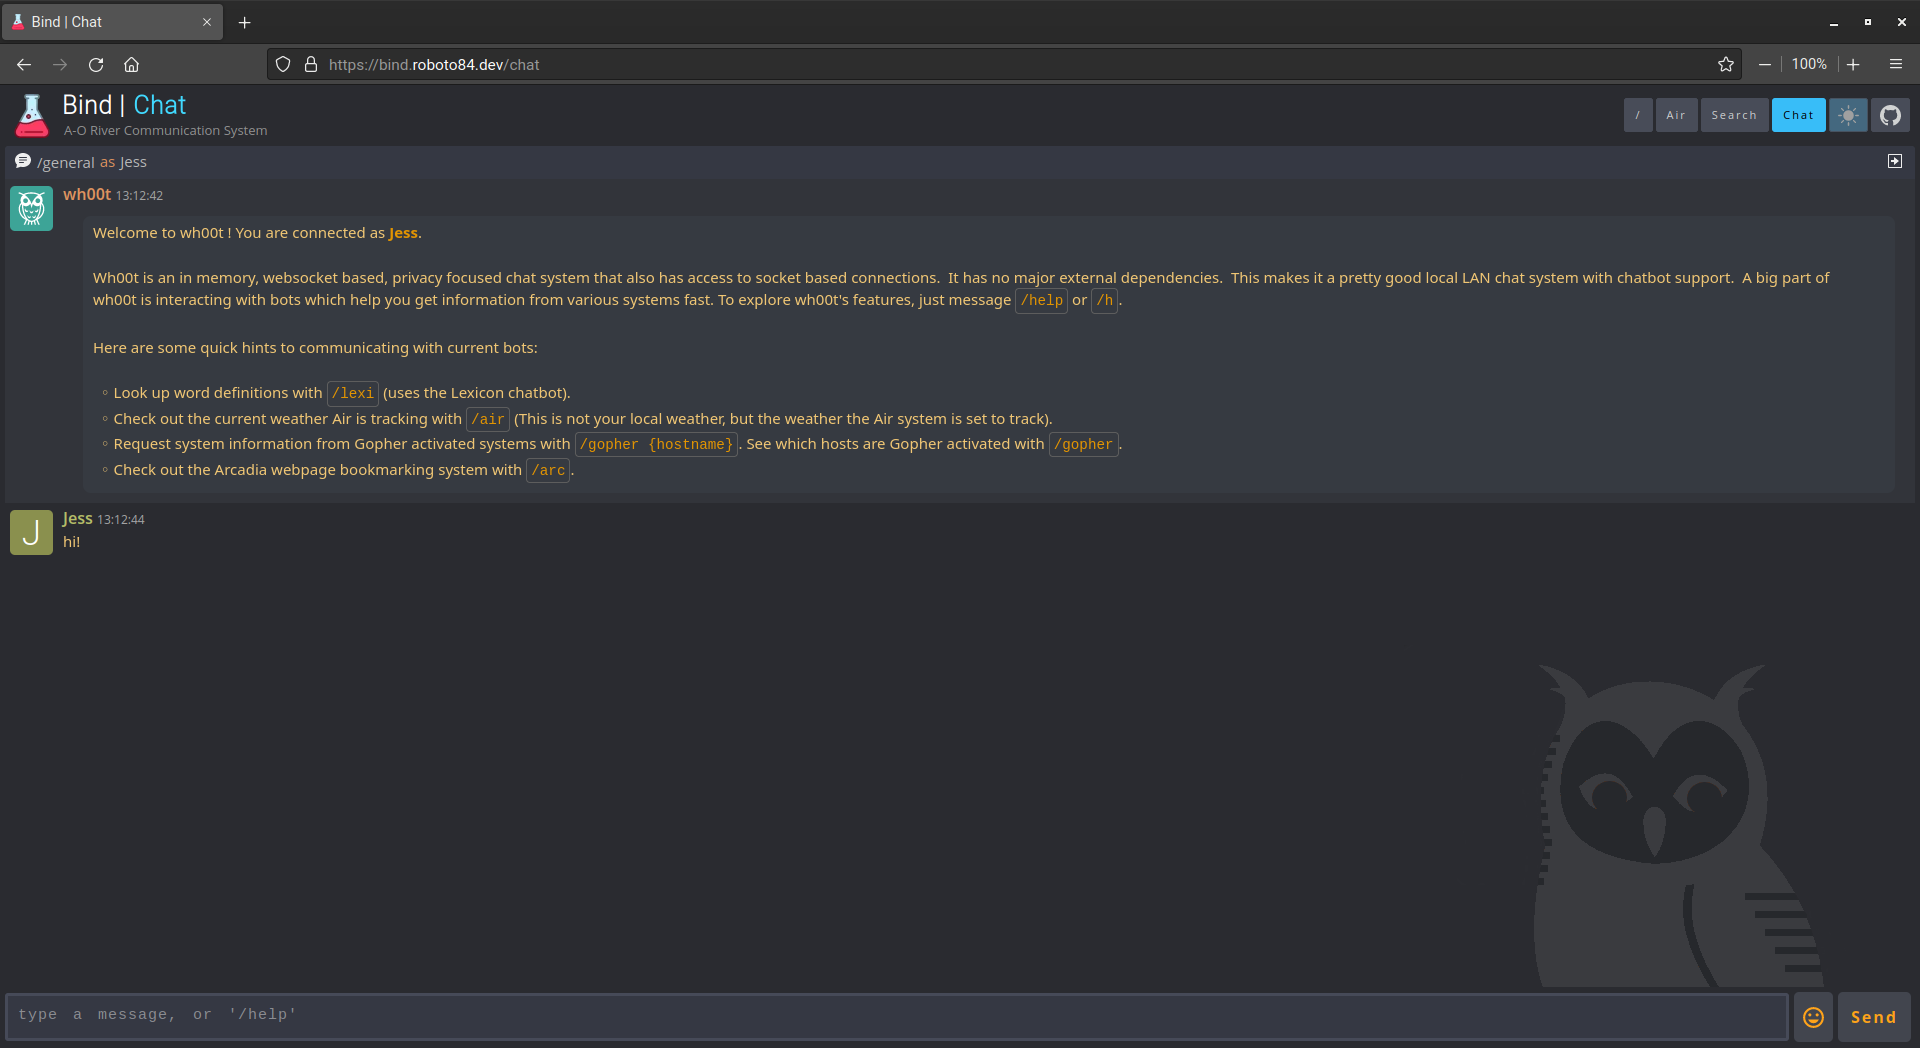 Bind | Chat
https://bind.roboto84.dev/chat
100%
Bind | Chat
A-O River Communication System
/
Air
Search
Chat
/general as Jess
wh00t 13:12:42
Welcome to wh00t ! You are connected as Jess.
Wh00t is an in memory, websocket based, privacy focused chat system that also has access to socket based connections.  It has no major external dependencies.  This makes it a pretty good local LAN chat system with chatbot support.  A big part of
wh00t is interacting with bots which help you get information from various systems fast. To explore wh00t's features, just message /help or /h.
Here are some quick hints to communicating with current bots:
◦ Look up word definitions with /lexi (uses the Lexicon chatbot).
◦ Check out the current weather Air is tracking with /air (This is not your local weather, but the weather the Air system is set to track).
◦ Request system information from Gopher activated systems with /gopher {hostname}. See which hosts are Gopher activated with /gopher.
◦ Check out the Arcadia webpage bookmarking system with /arc.
J
Jess 13:12:44
hi!
type a message, or '/help'
Send